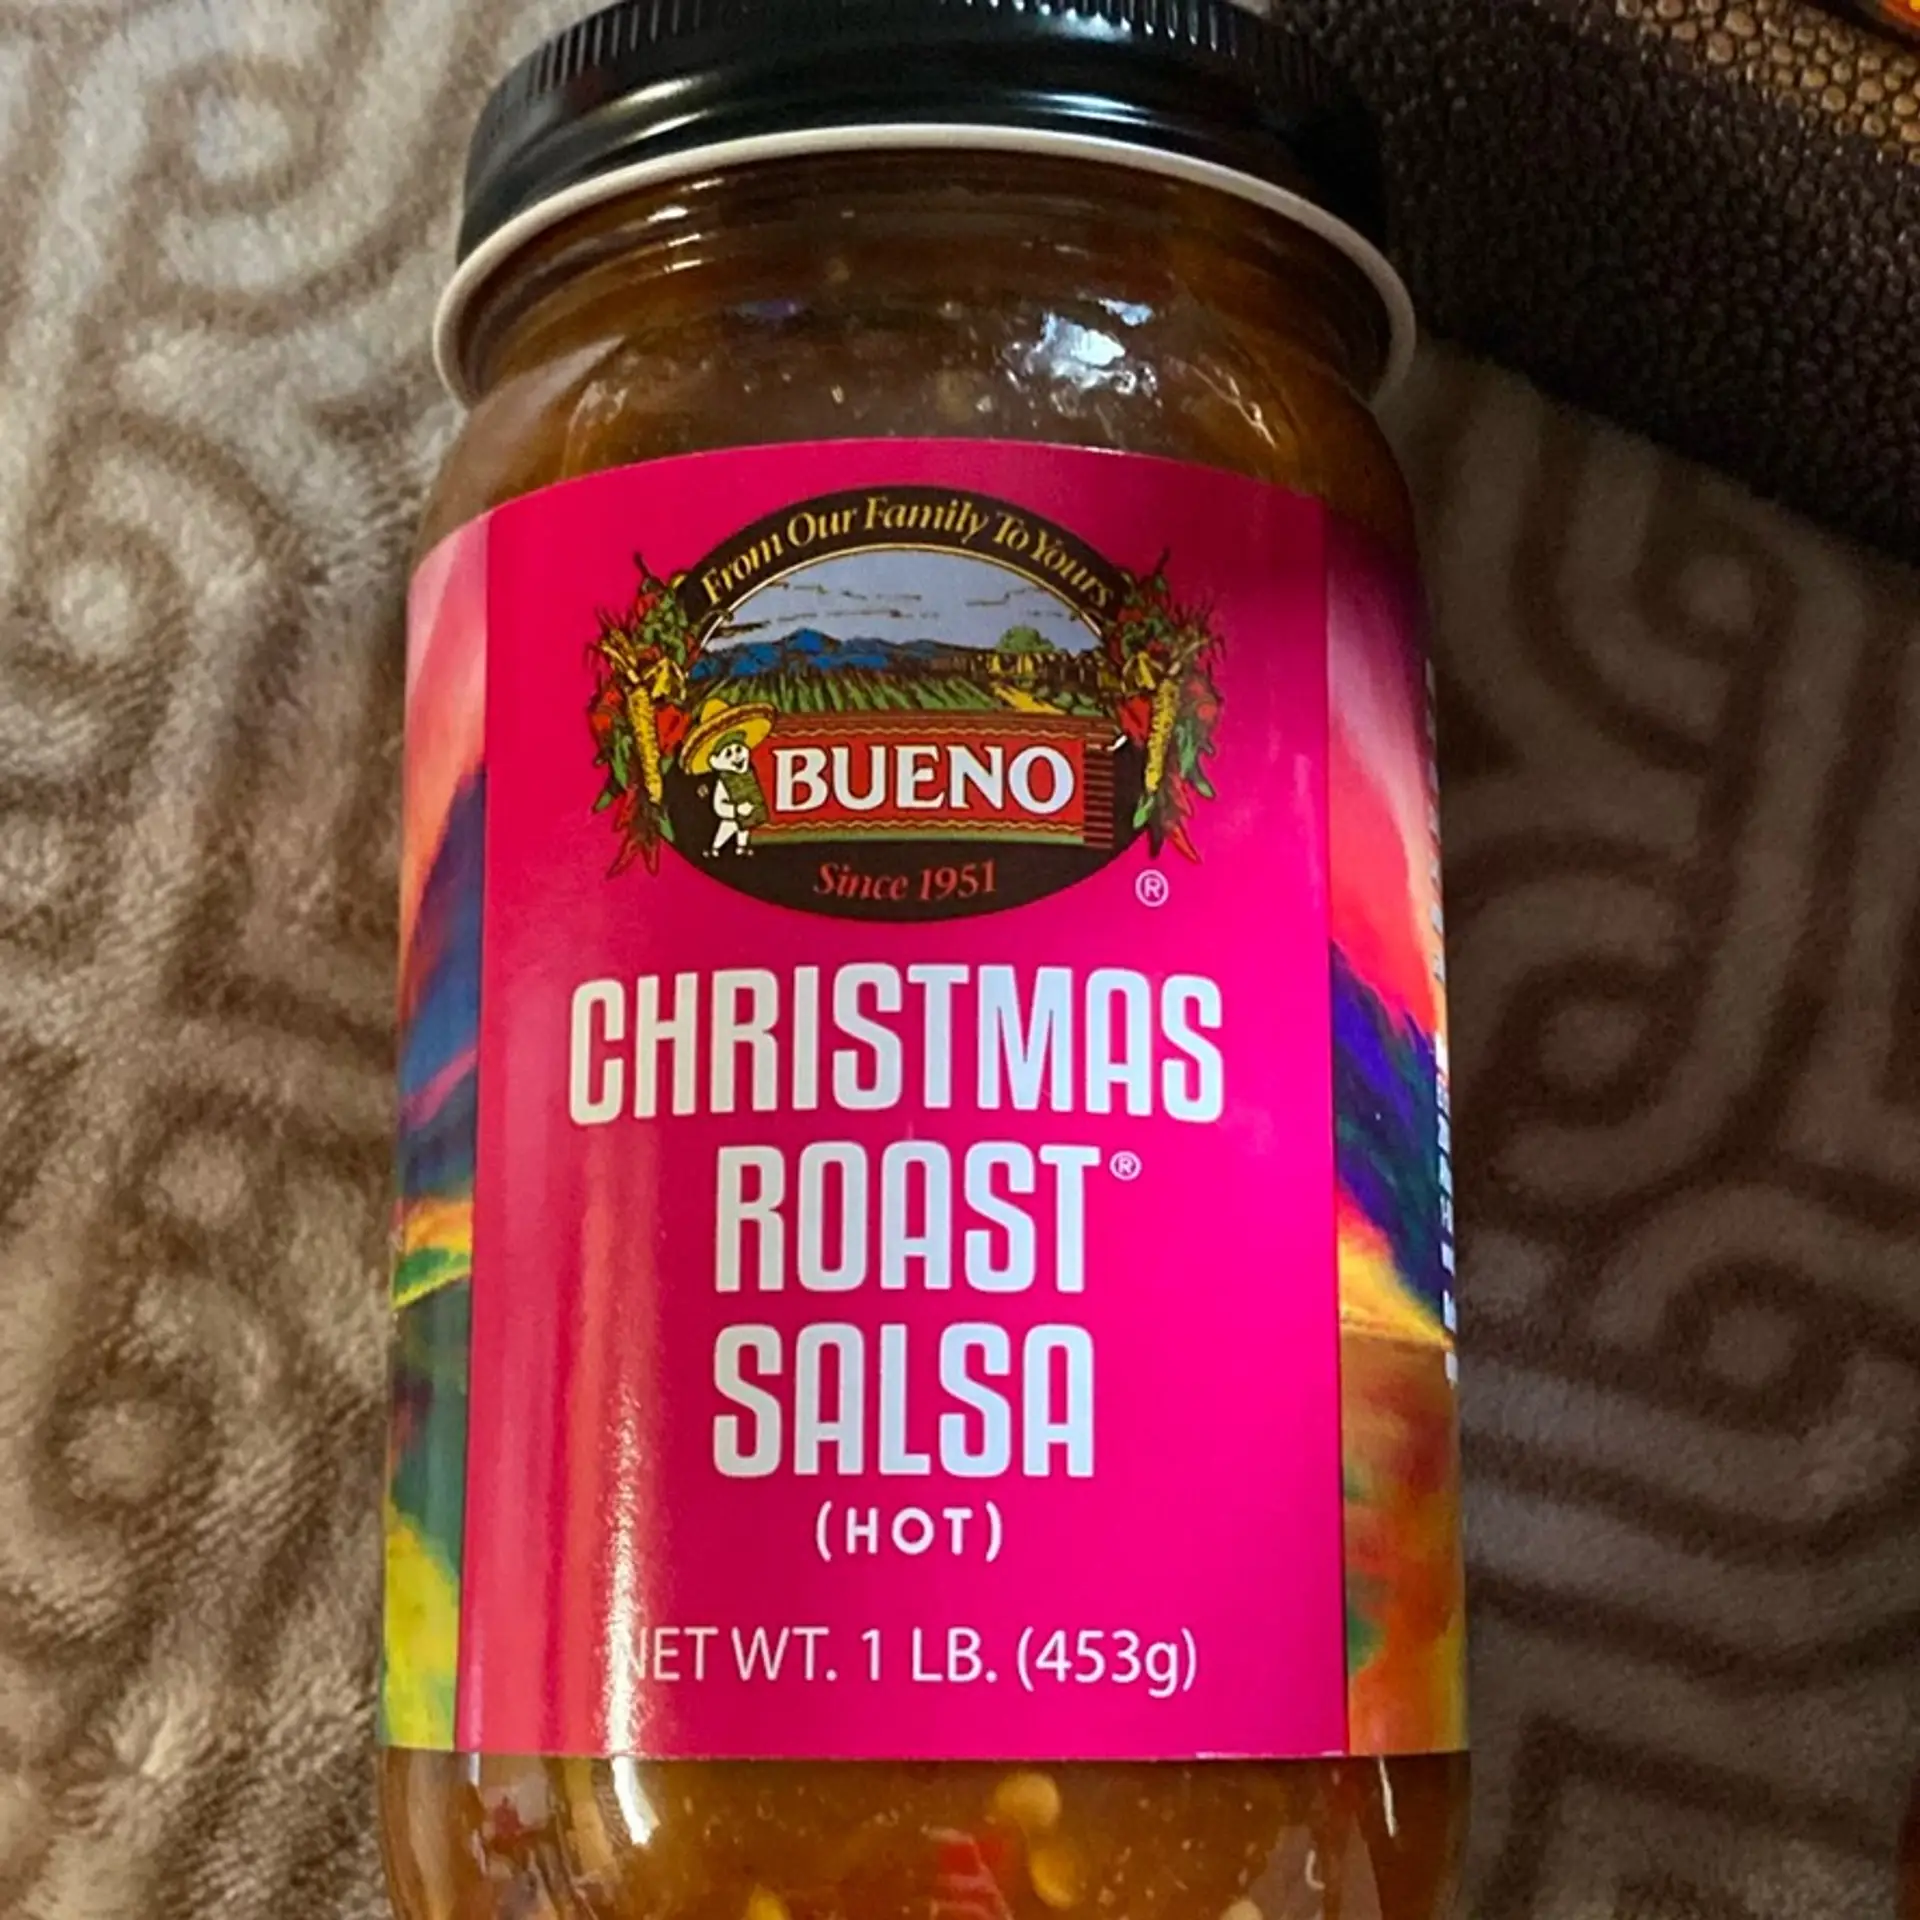 From Our Family To Yours
BUENO
Since 1951
®
CHRISTMAS
ROAST®
SALSA
(HOT)
NET WT. 1 LB. (453g)